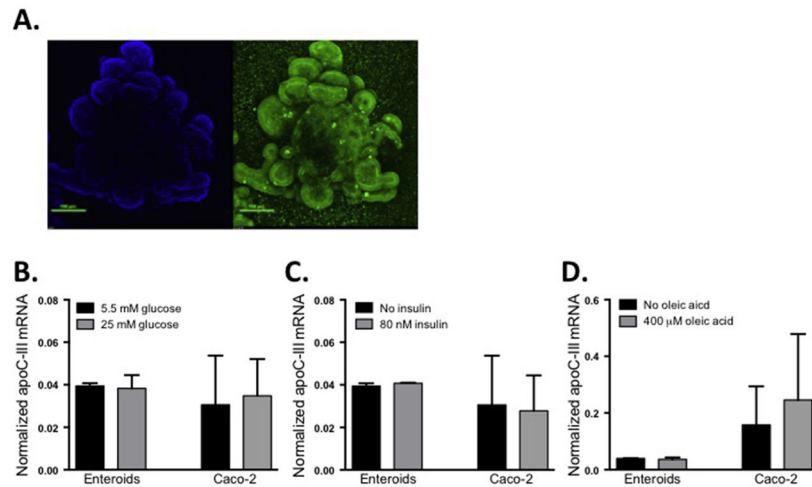 A.
B.
Normalized apoC-III mRNA
0.08
0.06
0.04
0.02
0.00
5.5 mM glucose
25 mM glucose
Enteroids
Caco-2
C.
Normalized apoC-III mRNA
0.08
0.06
0.04
0.02
0.00
No insulin
80 nM insulin
Enteroids
Caco-2
D.
Normalized apoC-III mRNA
0.6
0.4
0.2
0.0
No oleic aicd
400 μM oleic acid
Enteroids
Caco-2